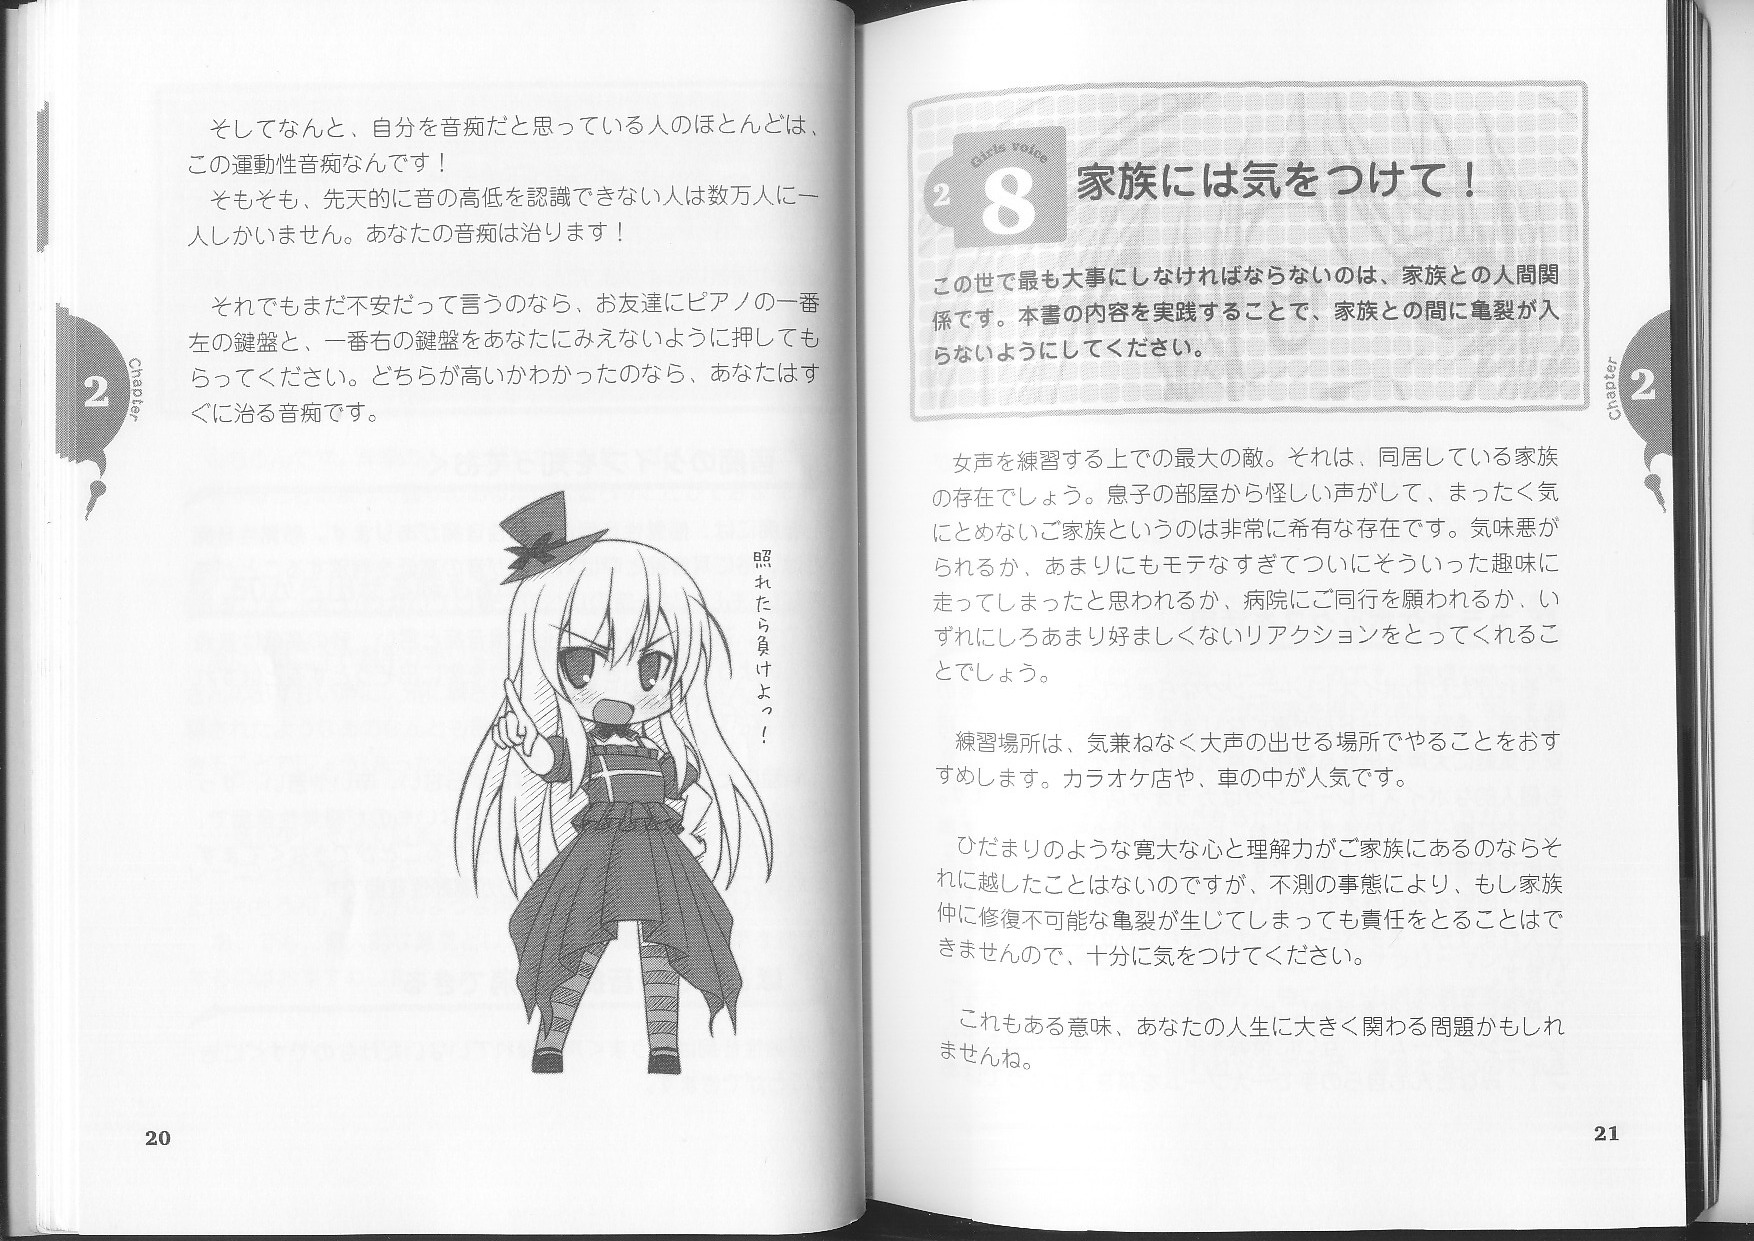 そしてなんと、自分を音痴だと思っている人のほとんどは、
この運動性音痴なんです！
そもそも、先天的に音の高低を認識できない人は数万人に一
人しかいません。あなたの音痴は治ります！
それでもまだ不安だって言うのなら、お友達にピアノの一番
左の鍵盤と、一番右の鍵盤をあなたにみえないように押しても
らってください。どちらが高いかわかったのなら、あなたはす
ぐに治る音痴です。
2
Chapter
照れたら負けよっ！
20
Girls voice
2
8
家族には気をつけて！
この世で最も大事にしなければならないのは、家族との人間関
係です。本書の内容を実践することで、家族との間に亀裂が入
らないようにしてください。
Chapter
2
女声を練習する上での最大の敵。それは、同居している家族
の存在でしょう。息子の部屋から怪しい声がして、まったく気
にとめないご家族というのは非常に希有な存在です。気味悪が
られるか、あまりにもモテなすぎてついにそういった趣味に
走ってしまったと思われるか、病院にご同行を願われるか、い
ずれにしろあまり好ましくないリアクションをとってくれるこ
とでしょう。
練習場所は、気兼ねなく大声の出せる場所でやることをおす
すめします。カラオケ店や、車の中が人気です。
ひだまりのような寛大な心と理解力がご家族にあるのならそ
れに越したことはないのですが、不測の事態により、もし家族
仲に修復不可能な亀裂が生じてしまっても責任をとることはで
きませんので、十分に気をつけてください。
これもある意味、あなたの人生に大きく関わる問題かもしれ
ませんね。
21